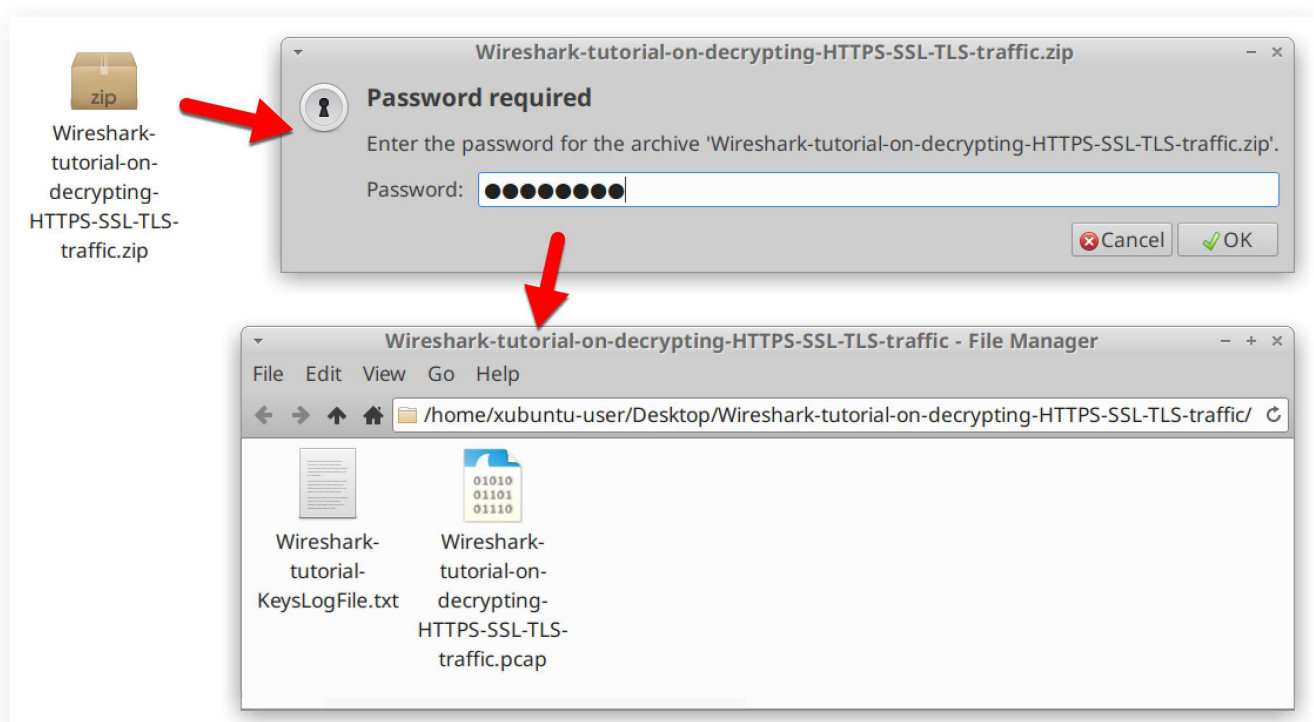 zip
Wireshark-
tutorial-on-
decrypting-
HTTPS-SSL-TLS-
traffic.zip
Wireshark-tutorial-on-decrypting-HTTPS-SSL-TLS-traffic.zip
Password required
Enter the password for the archive 'Wireshark-tutorial-on-decrypting-HTTPS-SSL-TLS-traffic.zip'.
Password: ●●●●●●●●
Cancel OK
Wireshark-tutorial-on-decrypting-HTTPS-SSL-TLS-traffic - File Manager
File Edit View Go Help
/home/xubuntu-user/Desktop/Wireshark-tutorial-on-decrypting-HTTPS-SSL-TLS-traffic/
Wireshark-
tutorial-
KeysLogFile.txt
01010
01101
01110
Wireshark-
tutorial-on-
decrypting-
HTTPS-SSL-TLS-
traffic.pcap